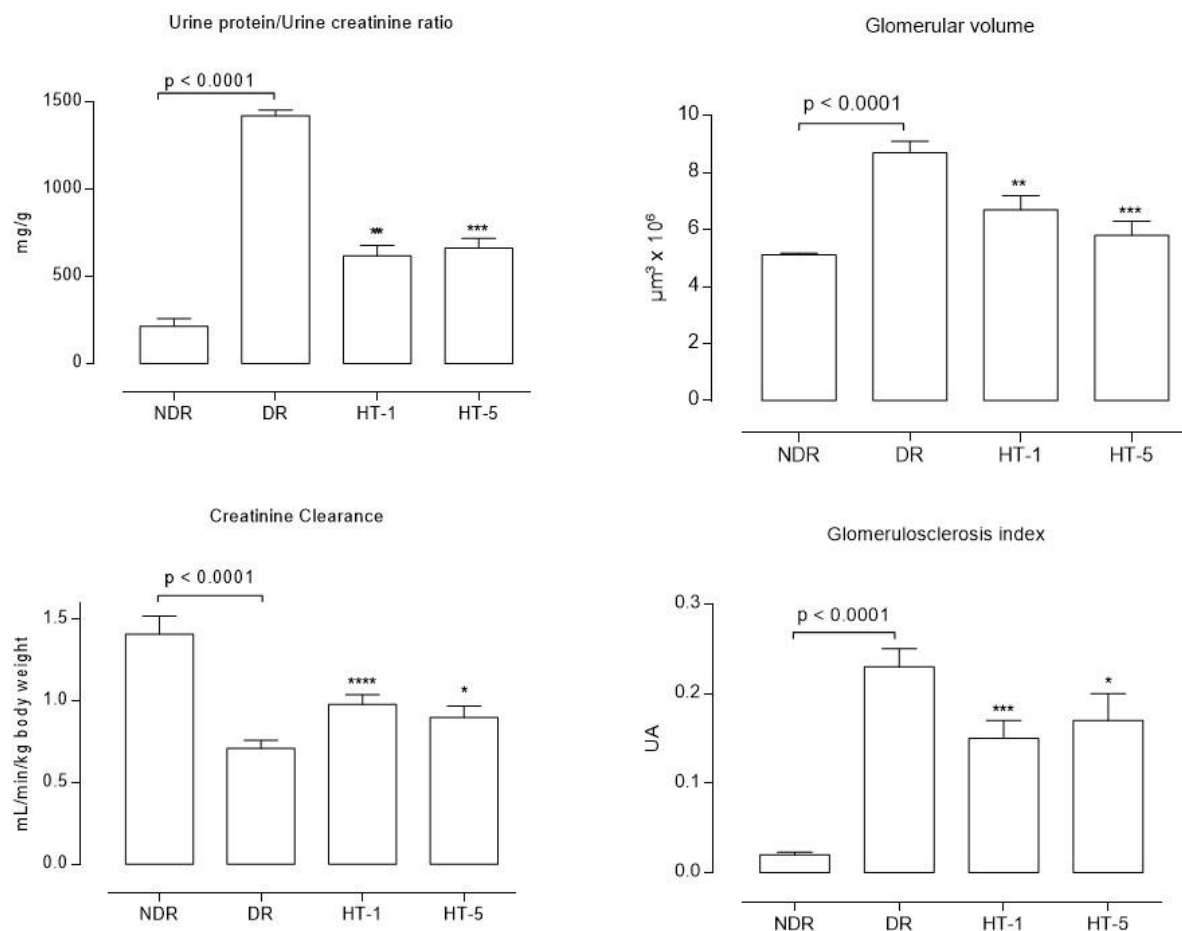 Urine protein/Urine creatinine ratio
p < 0.0001
1500
1000
500
0
mg/g
** ***
NDR DR HT-1 HT-5
Glomerular volume
p < 0.0001
10
8
6
4
2
0
µm³ x 10⁶
** ***
NDR DR HT-1 HT-5
Creatinine Clearance
p < 0.0001
1.5
1.0
0.5
0.0
mL/min/kg body weight
**** *
NDR DR HT-1 HT-5
Glomerulosclerosis index
p < 0.0001
0.3
0.2
0.1
0.0
UA
*** *
NDR DR HT-1 HT-5